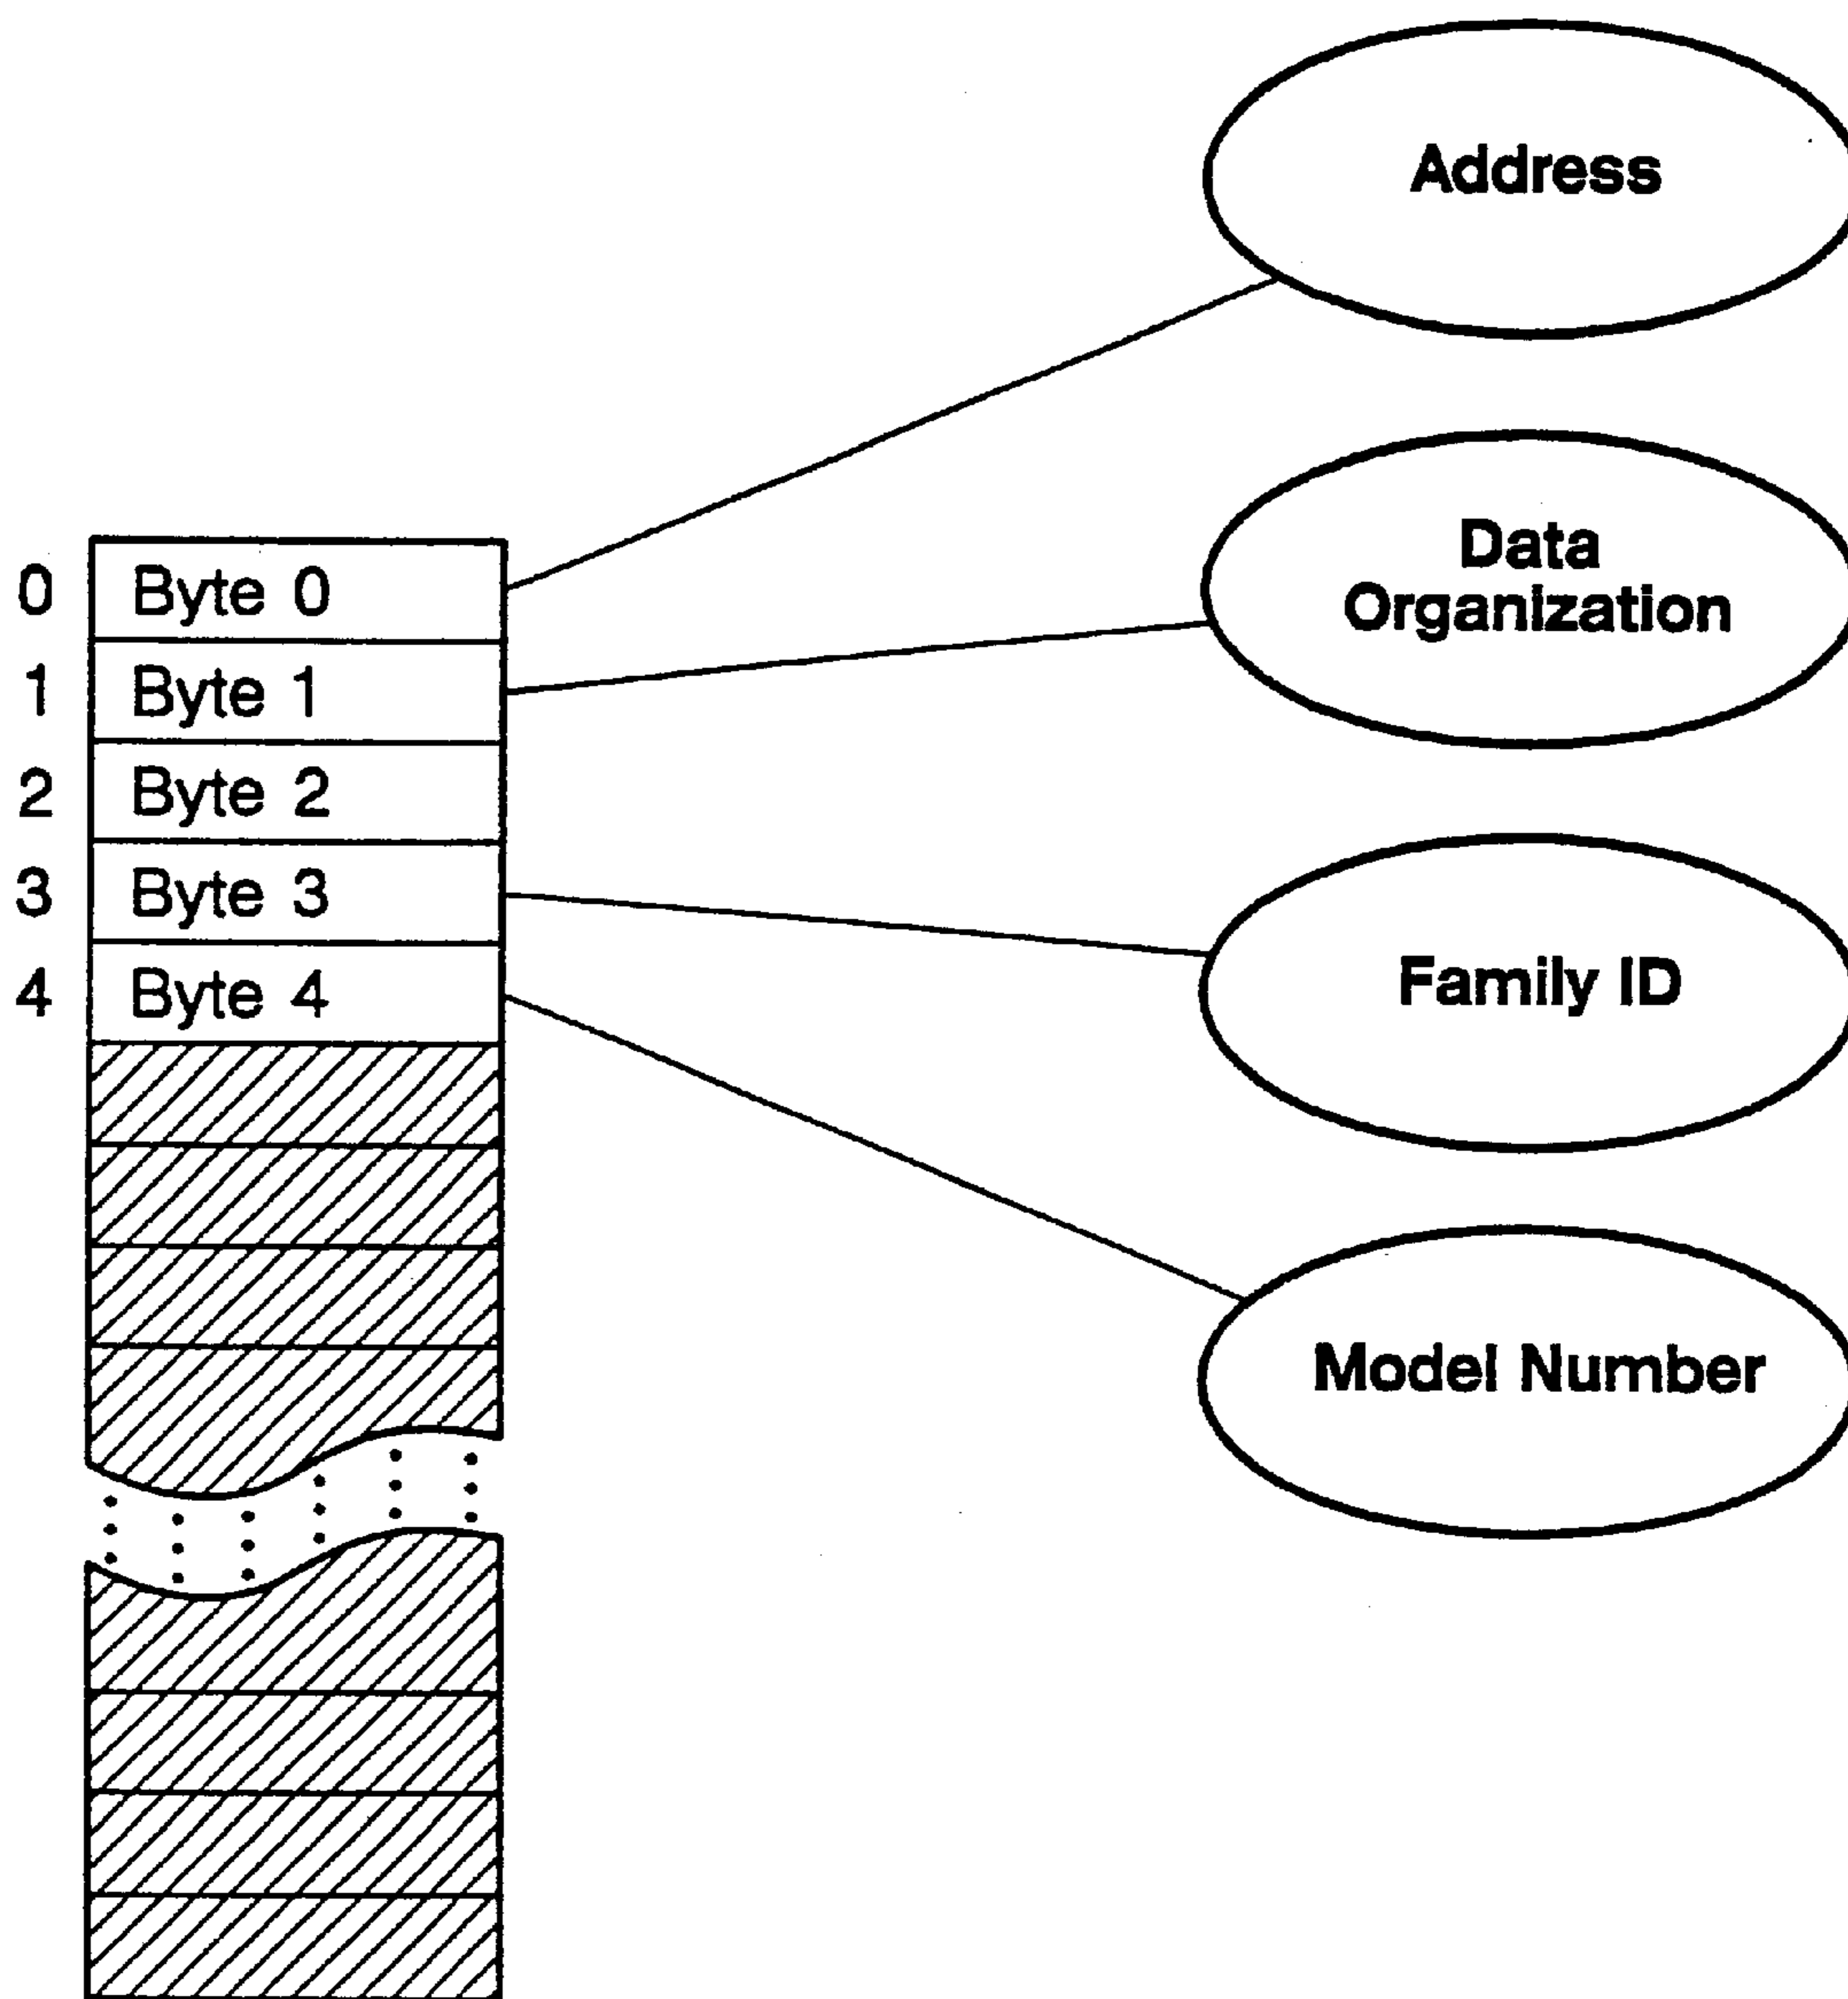 Address
Data
Organization
0 Byte 0
1 Byte 1
2 Byte 2
3 Byte 3
4 Byte 4
Family ID
Model Number